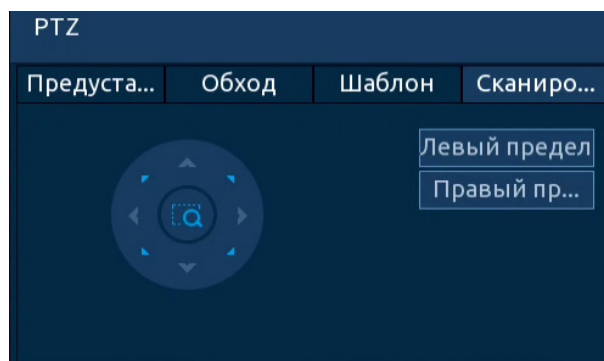 PTZ
Предуста... Обход Шаблон Сканиро...
Левый предел
Правый пр...